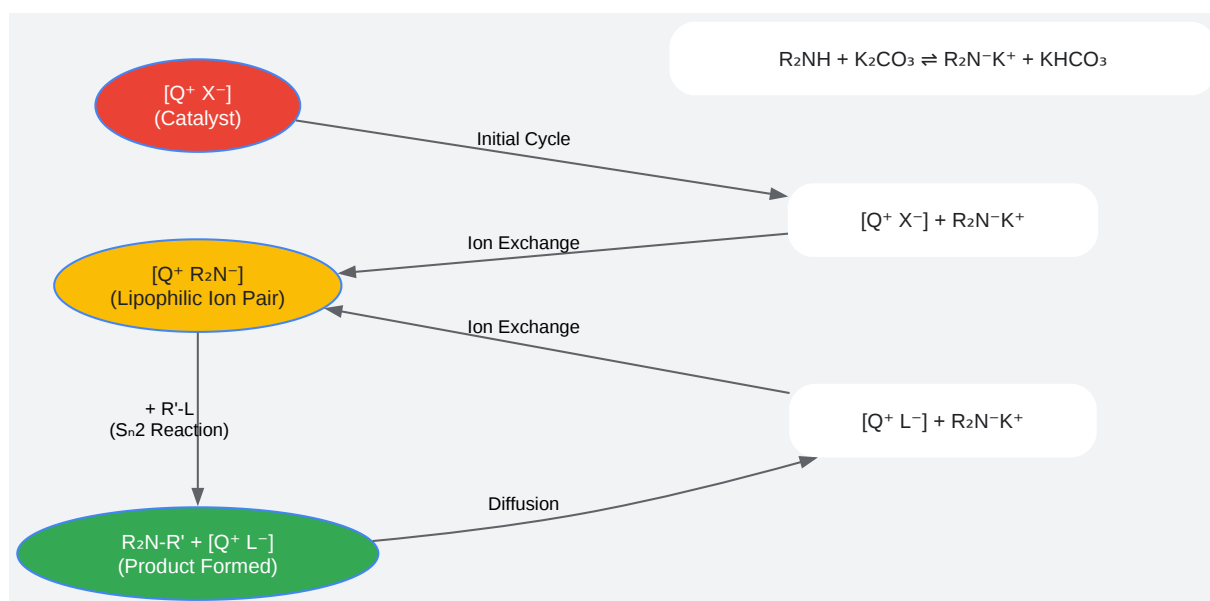 R₂NH + K₂CO₃ ⇌ R₂N⁻K⁺ + KHCO₃
[Q⁺ X⁻]
(Catalyst)
Initial Cycle
[Q⁺ X⁻] + R₂N⁻K⁺
Ion Exchange
[Q⁺ R₂N⁻]
(Lipophilic Ion Pair)
Ion Exchange
+ R'-L
(Sₙ2 Reaction)
[Q⁺ L⁻] + R₂N⁻K⁺
Diffusion
R₂N-R' + [Q⁺ L⁻]
(Product Formed)